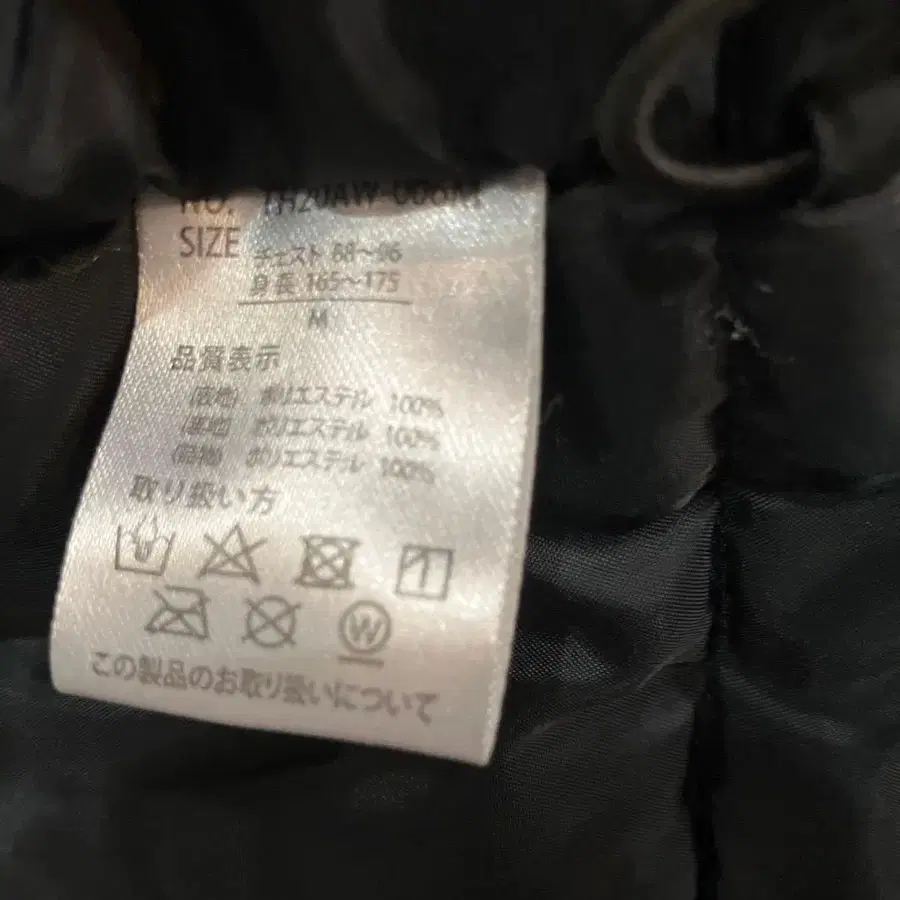 NO. TH20AW-
SIZE チェスト 88～96
身長 165～175
M
品質表示
(表地) ポリエステル 100%
(裏地) ポリエステル 100%
(詰物) ポリエステル 100%
取り扱い方
W
この製品のお取り扱いについて